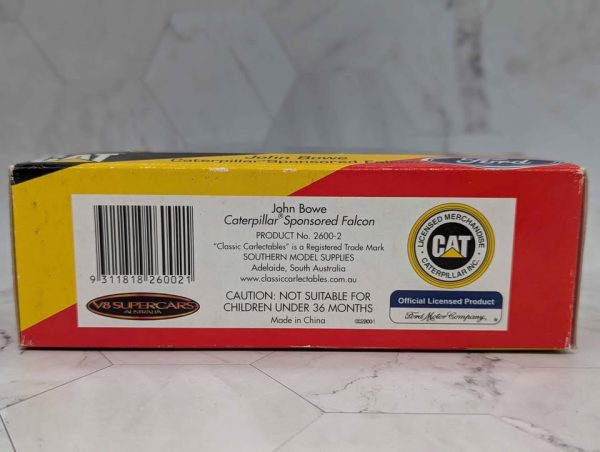 CAT
John Bowe
Caterpillar Sponsored Falcon
Ford
John Bowe
Caterpillar® Sponsored Falcon
PRODUCT No. 2600-2
"Classic Carlectables" is a Registered Trade Mark
SOUTHERN MODEL SUPPLIES
Adelaide, South Australia
www.classiccarlectables.com.au
CAUTION: NOT SUITABLE FOR
CHILDREN UNDER 36 MONTHS
Made in China
9 311818 260021
V8 SUPERCARS
AUSTRALIA
LICENSED MERCHANDISE
CAT
CATERPILLAR INC.
Official Licensed Product
Ford Motor Company,